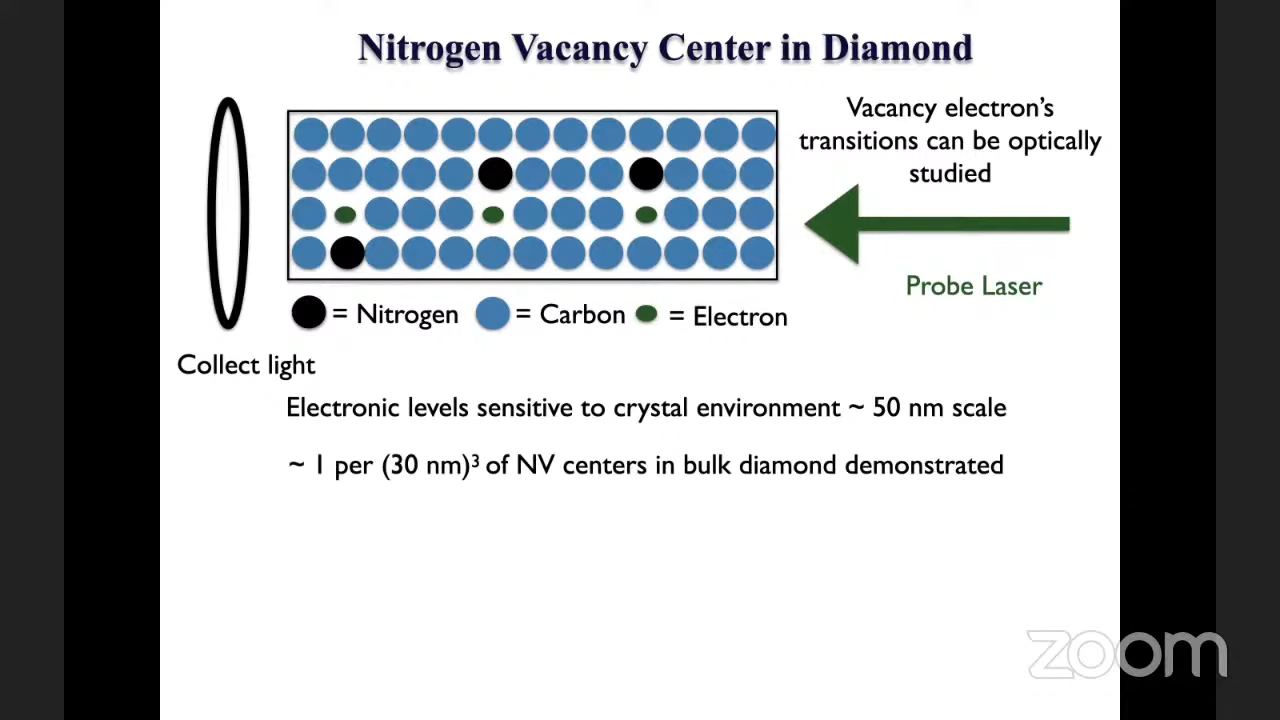 Nitrogen Vacancy Center in Diamond
Vacancy electron's
transitions can be optically
studied
Probe Laser
= Nitrogen
= Carbon
= Electron
Collect light
Electronic levels sensitive to crystal environment ~ 50 nm scale
~ 1 per (30 nm)³ of NV centers in bulk diamond demonstrated
zoom